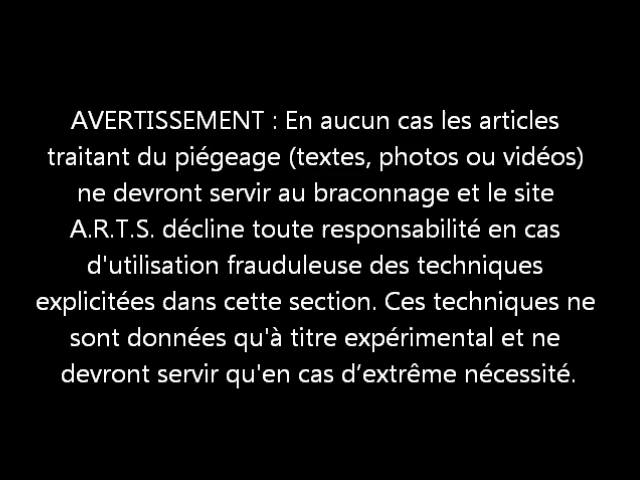 AVERTISSEMENT : En aucun cas les articles
traitant du piégeage (textes, photos ou vidéos)
ne devront servir au braconnage et le site
A.R.T.S. décline toute responsabilité en cas
d'utilisation frauduleuse des techniques
explicitées dans cette section. Ces techniques ne
sont données qu'à titre expérimental et ne
devront servir qu'en cas d’extrême nécessité.